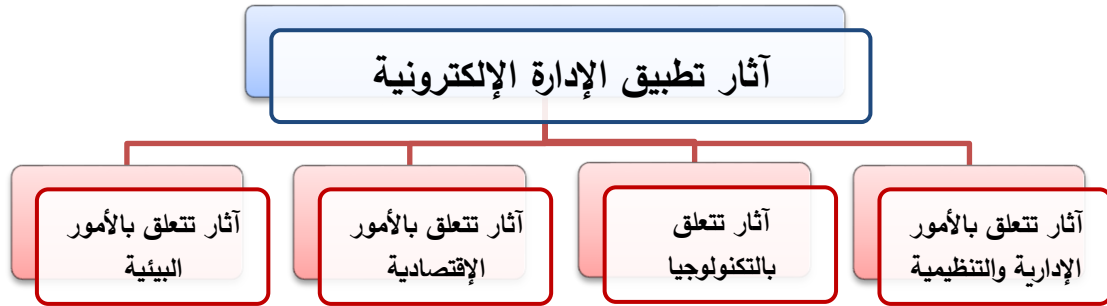 آثار تطبيق الإدارة الإلكترونية
آثار تتعلق بالأمور
الإدارية والتنظيمية
آثار تتعلق
بالتكنولوجيا
آثار تتعلق بالأمور
الإقتصادية
آثار تتعلق بالأمور
البيئية